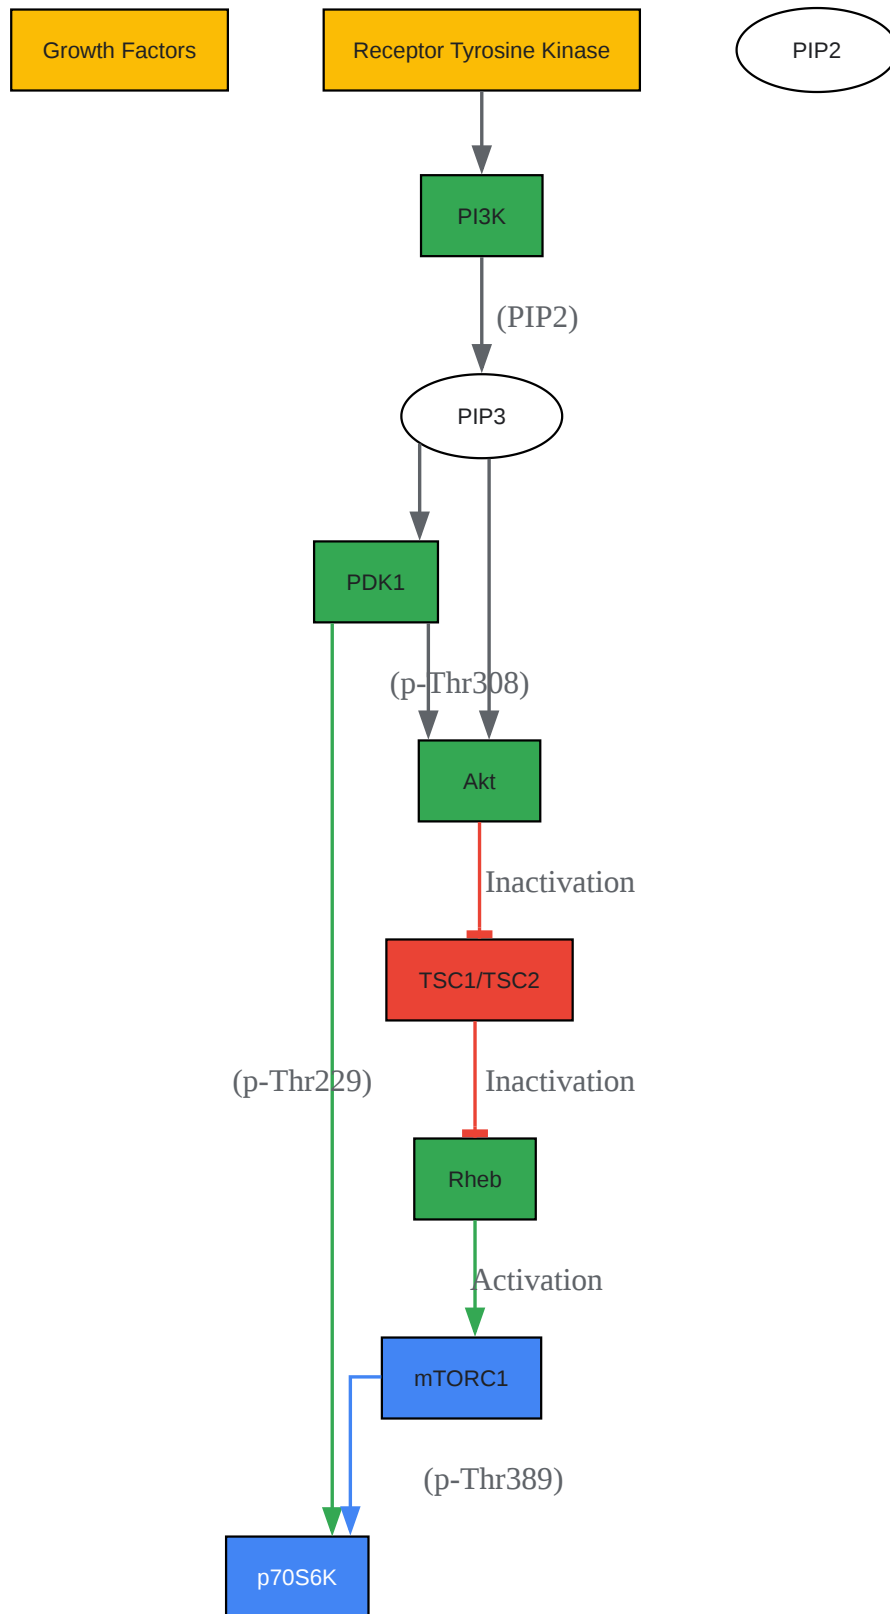 Growth Factors
Receptor Tyrosine Kinase
PIP2
PI3K
(PIP2)
PIP3
PDK1
(p-Thr308)
Akt
Inactivation
TSC1/TSC2
(p-Thr229)
Inactivation
Rheb
Activation
mTORC1
(p-Thr389)
p70S6K